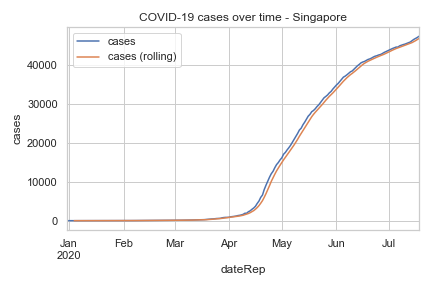 COVID-19 cases over time - Singapore
cases
cases (rolling)
40000
30000
20000
10000
0
cases
Jan Feb Mar Apr May Jun Jul
2020
dateRep